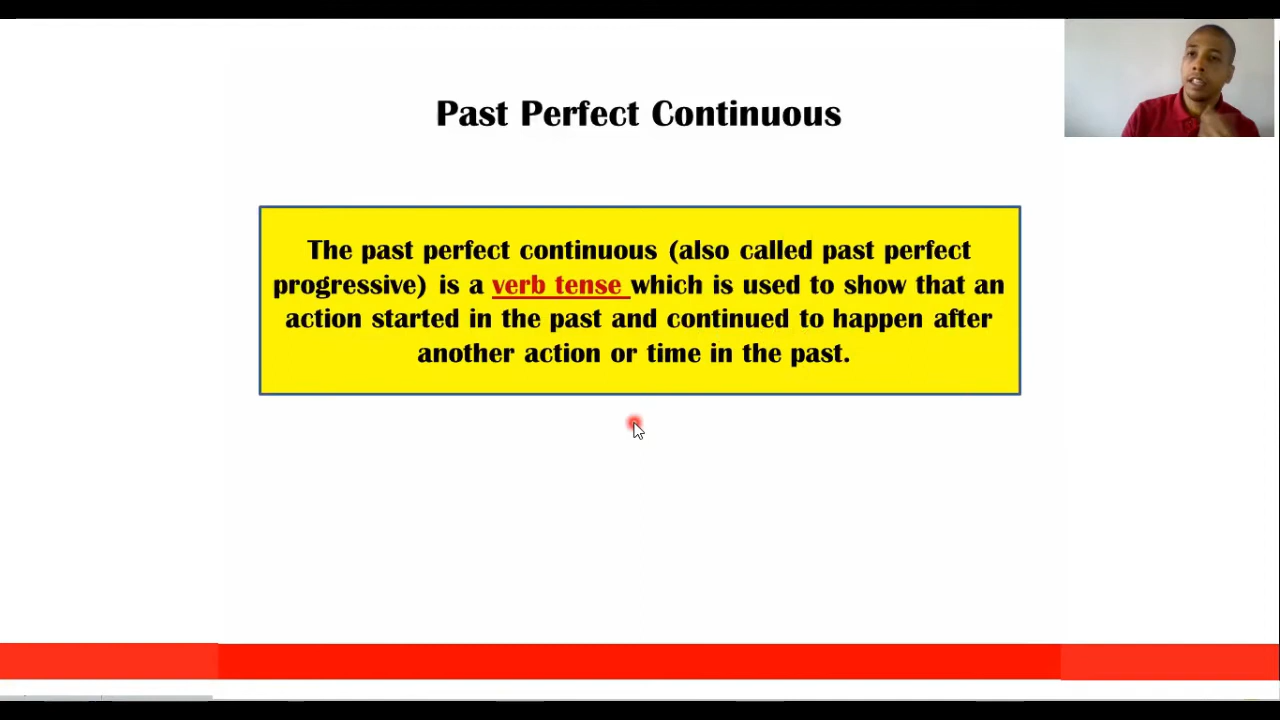 Past Perfect Continuous
The past perfect continuous (also called past perfect
progressive) is a verb tense which is used to show that an
action started in the past and continued to happen after
another action or time in the past.